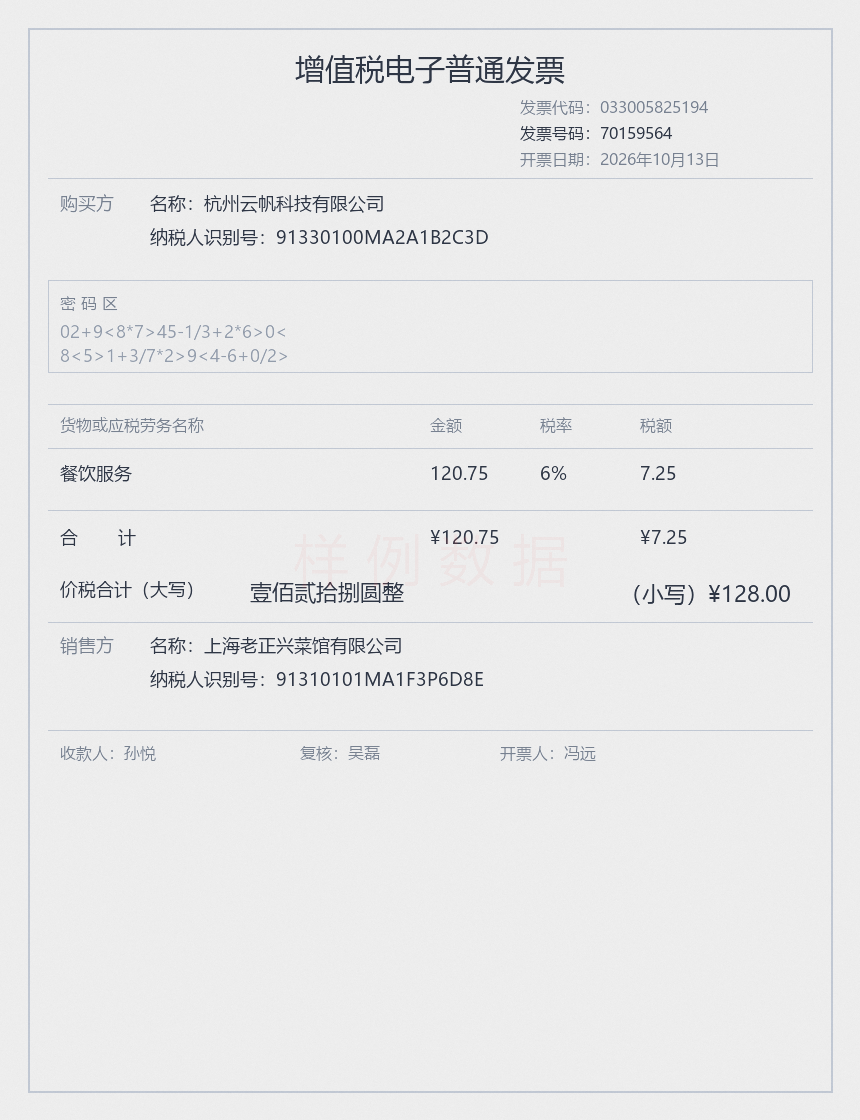 增值税电子普通发票
发票代码：033005825194
发票号码：70159564
开票日期：2026年10月13日
购买方 名称：杭州云帆科技有限公司
纳税人识别号：91330100MA2A1B2C3D
密 码 区
02+9<8*7>45-1/3+2*6>0<
8<5>1+3/7*2>9<4-6+0/2>
货物或应税劳务名称 金额 税率 税额
餐饮服务 120.75 6% 7.25
合 计 ¥120.75 ¥7.25
样例数据
价税合计（大写） 壹佰贰拾捌圆整 （小写）¥128.00
销售方 名称：上海老正兴菜馆有限公司
纳税人识别号：91310101MA1F3P6D8E
收款人：孙悦 复核：吴磊 开票人：冯远